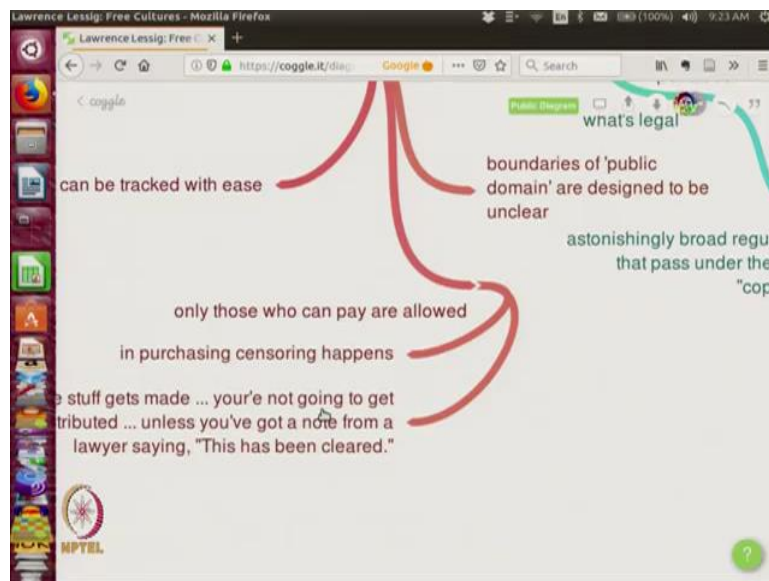 Lawrence Lessig: Free Cultures - Mozilla Firefox
En
(100%)
9:23 AM
Lawrence Lessig: Free C
https://coggle.it/diag
Google
Search
coggle
Public Diagram
what's legal
can be tracked with ease
boundaries of 'public
domain' are designed to be
unclear
astonishingly broad regu
that pass under the
"cop
only those who can pay are allowed
in purchasing censoring happens
e stuff gets made ... your'e not going to get
tributed ... unless you've got a note from a
lawyer saying, "This has been cleared."
NPTEL
?